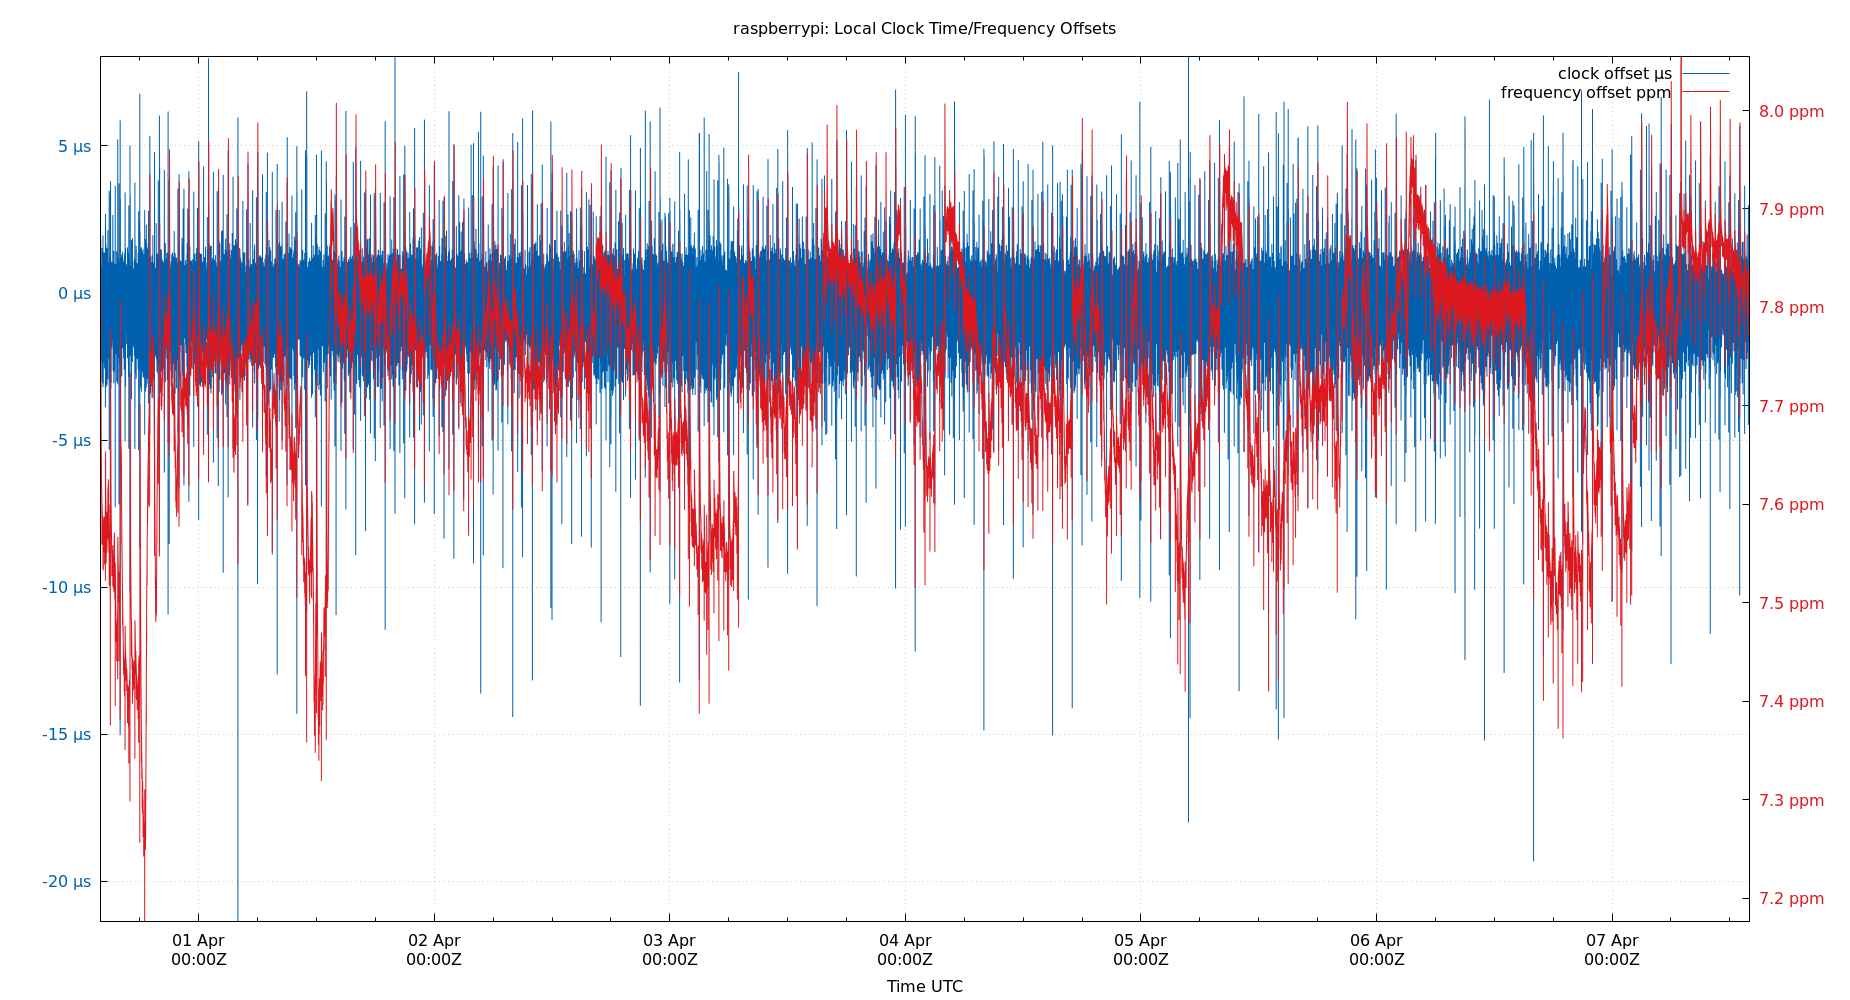 raspberrypi: Local Clock Time/Frequency Offsets
clock offset µs
frequency offset ppm
5 µs
0 µs
-5 µs
-10 µs
-15 µs
-20 µs
8.0 ppm
7.9 ppm
7.8 ppm
7.7 ppm
7.6 ppm
7.5 ppm
7.4 ppm
7.3 ppm
7.2 ppm
01 Apr
00:00Z
02 Apr
00:00Z
03 Apr
00:00Z
04 Apr
00:00Z
05 Apr
00:00Z
06 Apr
00:00Z
07 Apr
00:00Z
Time UTC